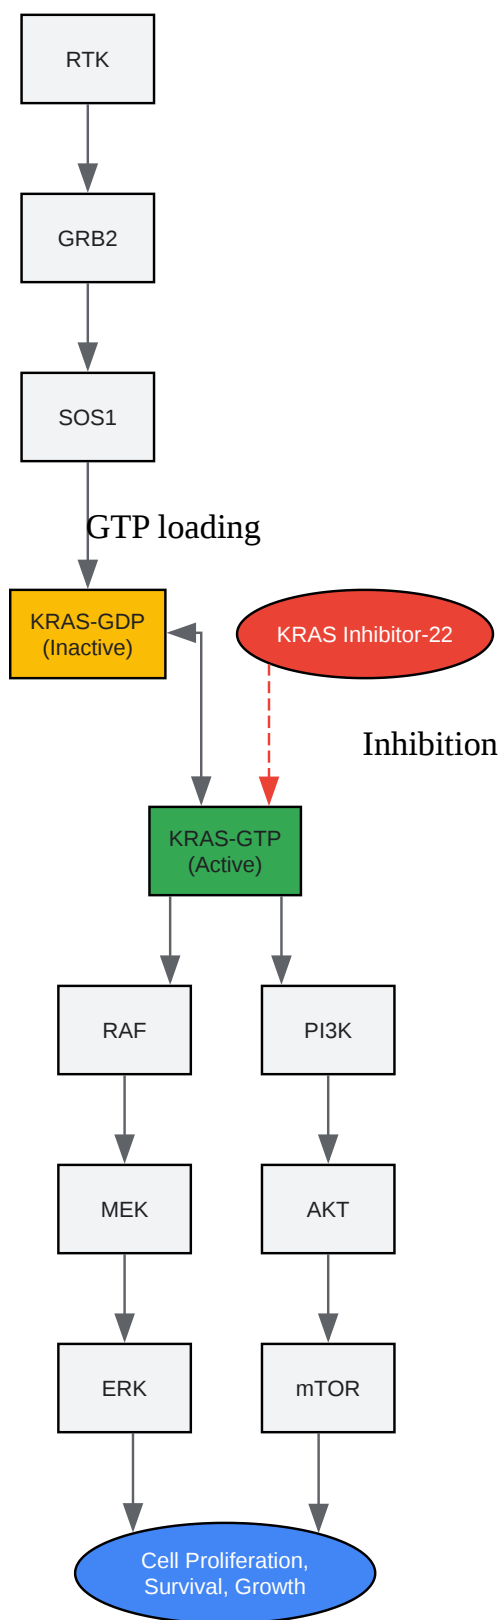 RTK
GRB2
SOS1
GTP loading
KRAS-GDP
(Inactive)
KRAS Inhibitor-22
Inhibition
KRAS-GTP
(Active)
RAF
PI3K
MEK
AKT
ERK
mTOR
Cell Proliferation,
Survival, Growth